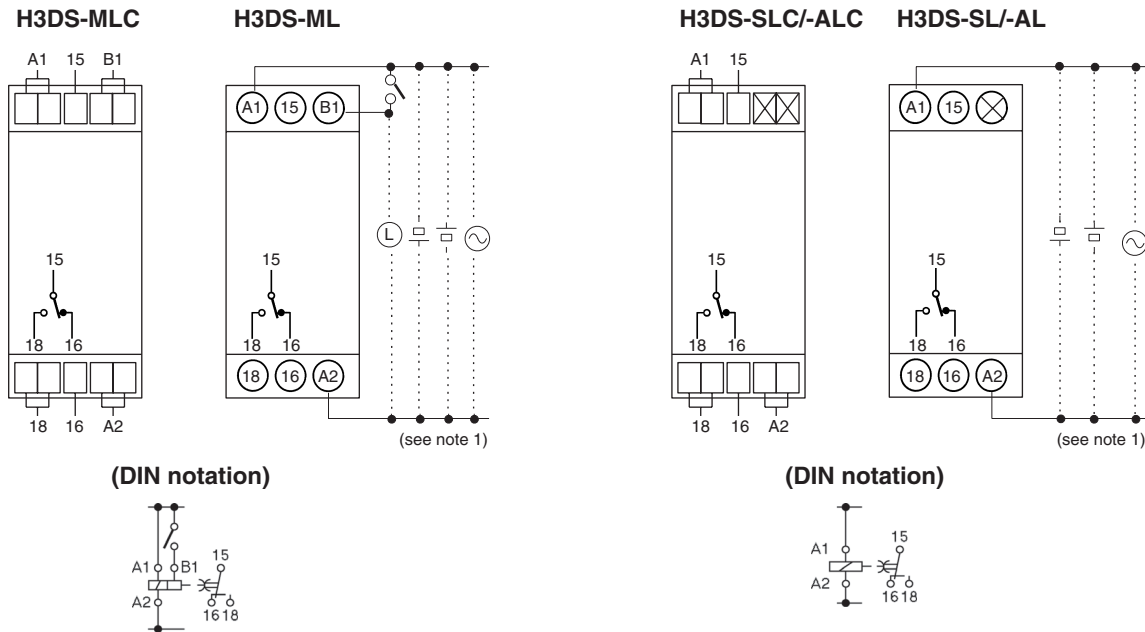 H3DS-MLC
H3DS-ML
H3DS-SLC/-ALC
H3DS-SL/-AL
A1 15 B1
A1 15 B1
A1 15
A1 15
L
15
18 16
15
18 16
15
18 16
15
18 16
18 16 A2
18 16 A2
18 16 A2
18 16 A2
(see note 1)
(see note 1)
(DIN notation)
(DIN notation)
15
A1 B1
A2
16 18
15
A1
A2
16 18